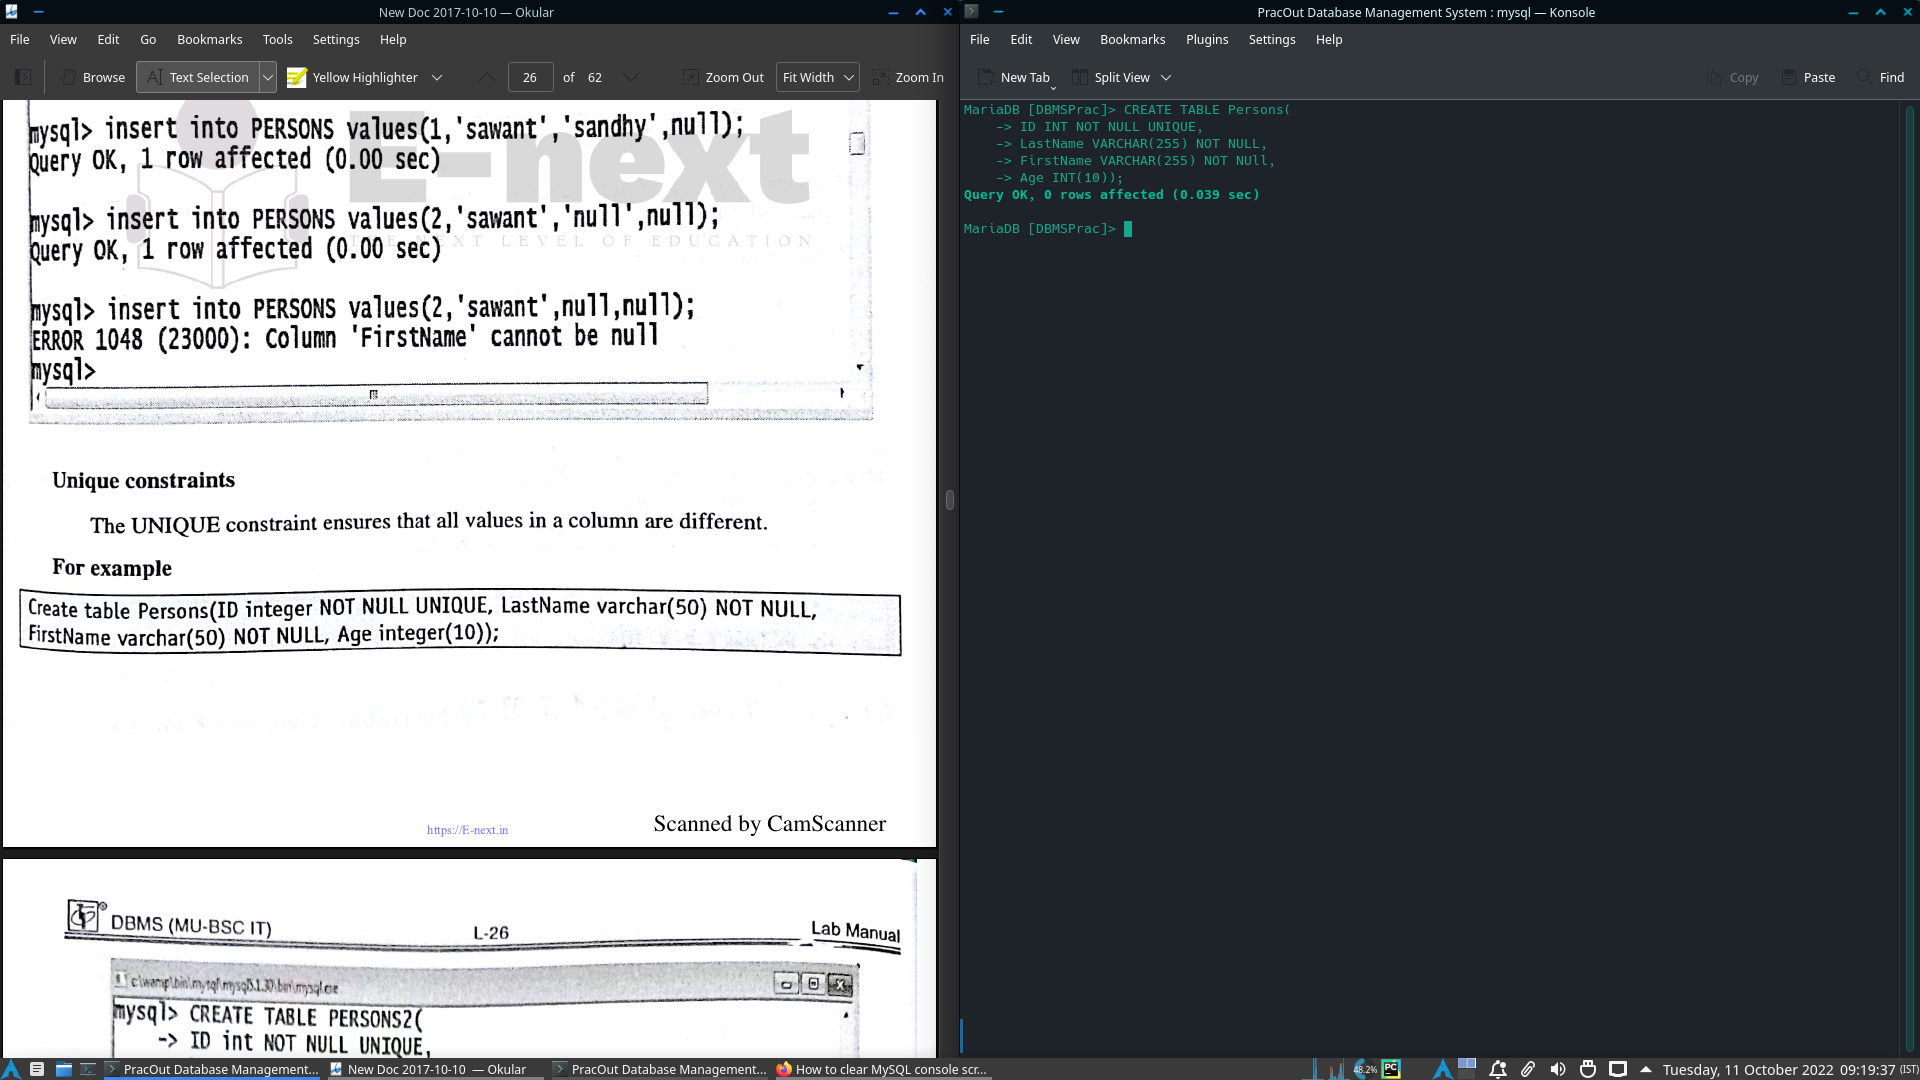 New Doc 2017-10-10 — Okular
File View Edit Go Bookmarks Tools Settings Help
Browse Text Selection Yellow Highlighter 26 of 62 Zoom Out Fit Width Zoom In
mysql> insert into PERSONS values(1,'sawant','sandhy',null);
Query OK, 1 row affected (0.00 sec)
E-next
mysql> insert into PERSONS values(2,'sawant','null',null);
THE NEXT LEVEL OF EDUCATION
Query OK, 1 row affected (0.00 sec)
mysql> insert into PERSONS values(2,'sawant',null,null);
ERROR 1048 (23000): Column 'FirstName' cannot be null
mysql>
Unique constraints
The UNIQUE constraint ensures that all values in a column are different.
For example
Create table Persons(ID integer NOT NULL UNIQUE, LastName varchar(50) NOT NULL,
FirstName varchar(50) NOT NULL, Age integer(10));
https://E-next.in
Scanned by CamScanner
DBMS (MU-BSC IT) L-26 Lab Manual
c:\wamp\bin\mysql\mysql5.1.30\bin\mysql.exe
mysql> CREATE TABLE PERSONS2(
-> ID int NOT NULL UNIQUE,
PracOut Database Management System : mysql — Konsole
File Edit View Bookmarks Plugins Settings Help
New Tab Split View Copy Paste Find
MariaDB [DBMSPrac]> CREATE TABLE Persons(
-> ID INT NOT NULL UNIQUE,
-> LastName VARCHAR(255) NOT NULL,
-> FirstName VARCHAR(255) NOT NUll,
-> Age INT(10));
Query OK, 0 rows affected (0.039 sec)
MariaDB [DBMSPrac]>
PracOut Database Management... New Doc 2017-10-10 — Okular PracOut Database Management... How to clear MySQL console scr... 48.2% PC Tuesday, 11 October 2022 09:19:37 (IST)